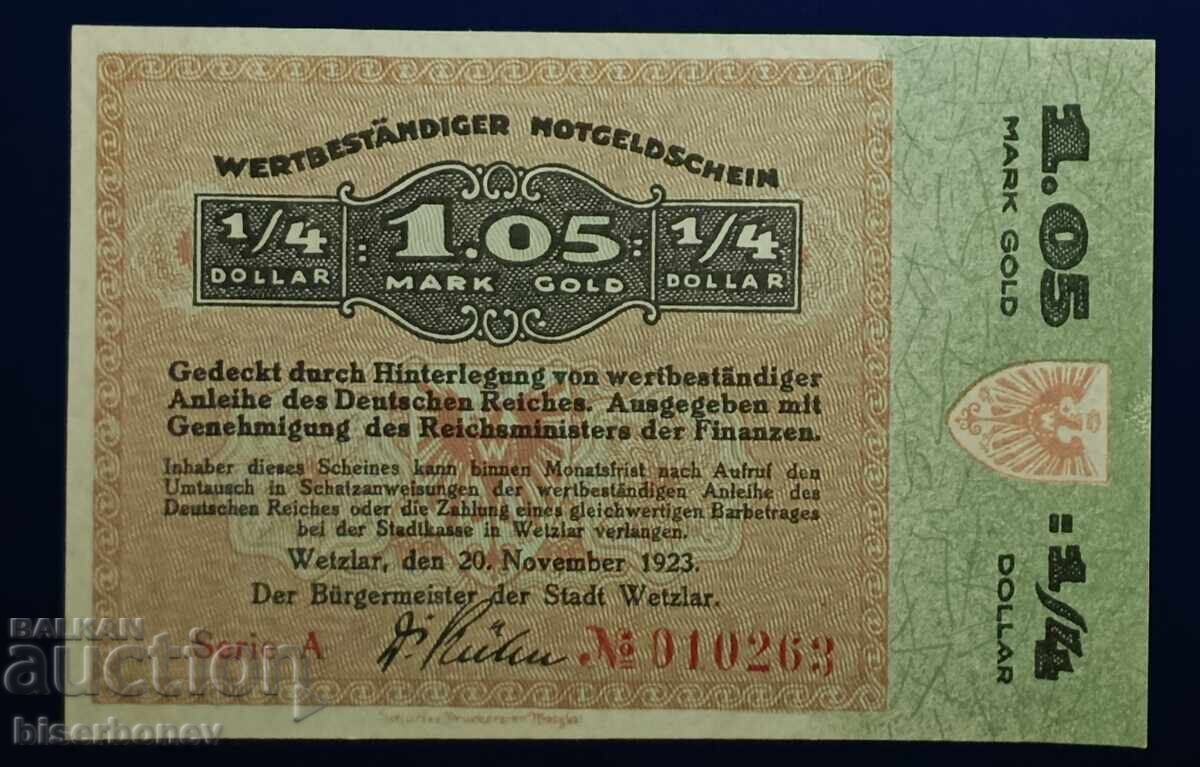 WERTBESTÄNDIGER NOTGELDSCHEIN
1/4 DOLLAR : 1.05 MARK GOLD : 1/4 DOLLAR
Gedeckt durch Hinterlegung von wertbeständiger
Anleihe des Deutschen Reiches. Ausgegeben mit
Genehmigung des Reichsministers der Finanzen.
Inhaber dieses Scheines kann binnen Monatsfrist nach Aufruf den
Umtausch in Schatzanweisungen der wertbeständigen Anleihe des
Deutschen Reiches oder die Zahlung eines gleichwertigen Barbetrages
bei der Stadtkasse in Wetzlar verlangen.
Wetzlar, den 20. November 1923.
Der Bürgermeister der Stadt Wetzlar.
Serie A
№ 010263
W
1.05
MARK GOLD
= 1/4
DOLLAR
BALKAN
auction
biserbonev